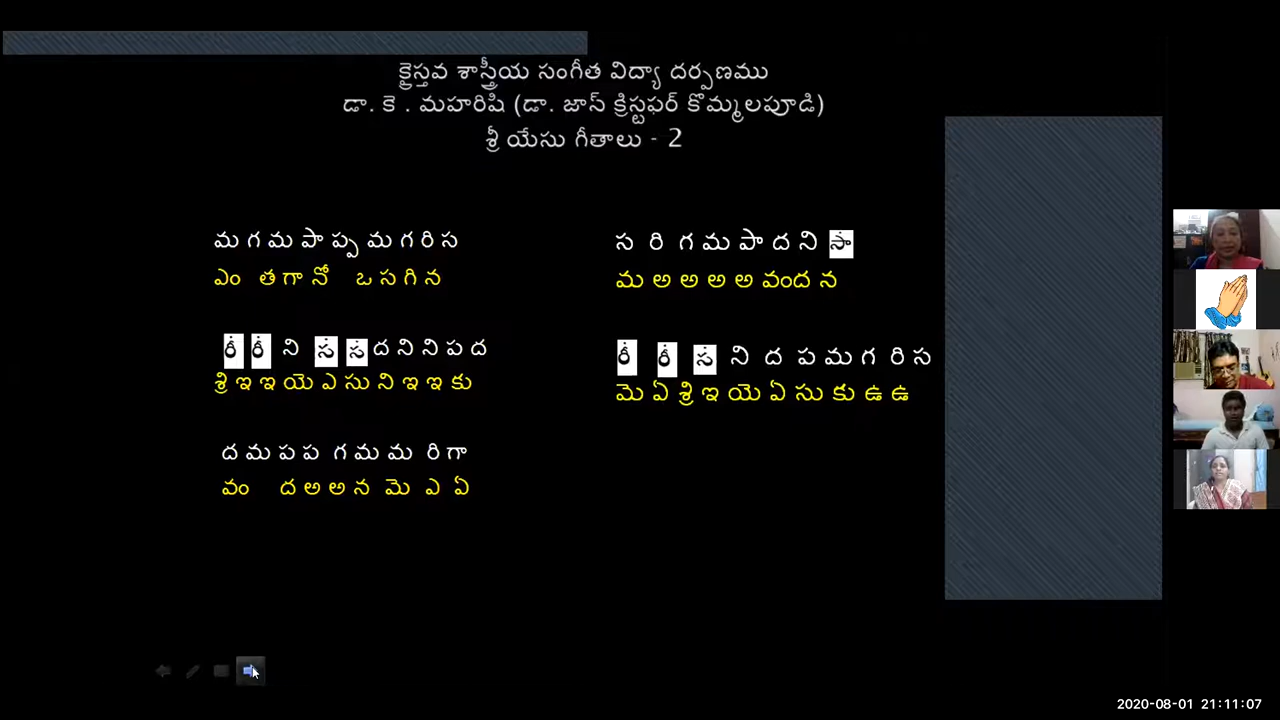 క్రైస్తవ శాస్త్రీయ సంగీత విద్యా దర్పణము
డా. కె . మహరిషి (డా. జాస్ క్రిస్టఫర్ కొమ్మలపూడి)
శ్రీ యేసు గీతాలు - 2
మ గ మ పా ప్ప మ గ రి స
ఎం త గా నో ఒ స గి న
రీ̇ రీ̇ ని స̇ స̇ ద ని ని ప ద
శ్రి ఇ ఇ యె ఎ సు ని ఇ ఇ కు
ద మ ప ప గ మ మ రి గా
వం ద అ అ న మె ఎ ఏ
స రి గ మ పా ద ని సా̇
మ అ అ అ అ వంద న
రీ̇ రీ̇ స̇ ని ద ప మ గ రి స
మె ఏ శ్రి ఇ యె ఏ సు కు ఉ ఉ
2020-08-01 21:11:07